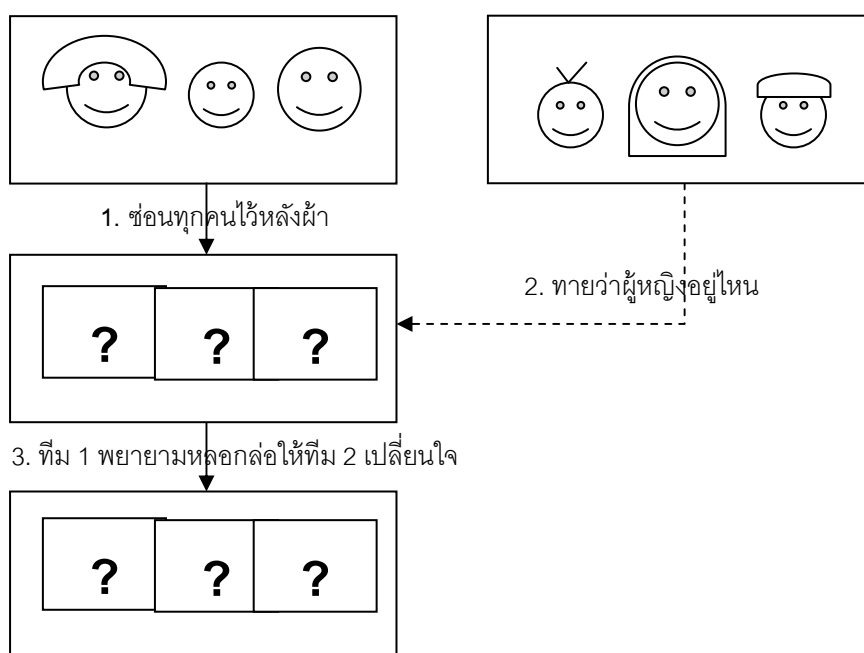 1. ซ่อนทุกคนไว้หลังผ้า
2. ทายว่าผู้หญิงอยู่ไหน
? ? ?
3. ทีม 1 พยายามหลอกล่อให้ทีม 2 เปลี่ยนใจ
? ? ?